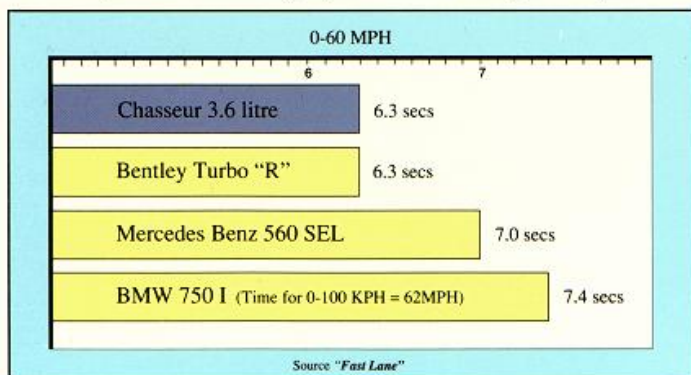 0-60 MPH
6 7
Chasseur 3.6 litre 6.3 secs
Bentley Turbo "R" 6.3 secs
Mercedes Benz 560 SEL 7.0 secs
BMW 750 I (Time for 0-100 KPH = 62MPH) 7.4 secs
Source "Fast Lane"